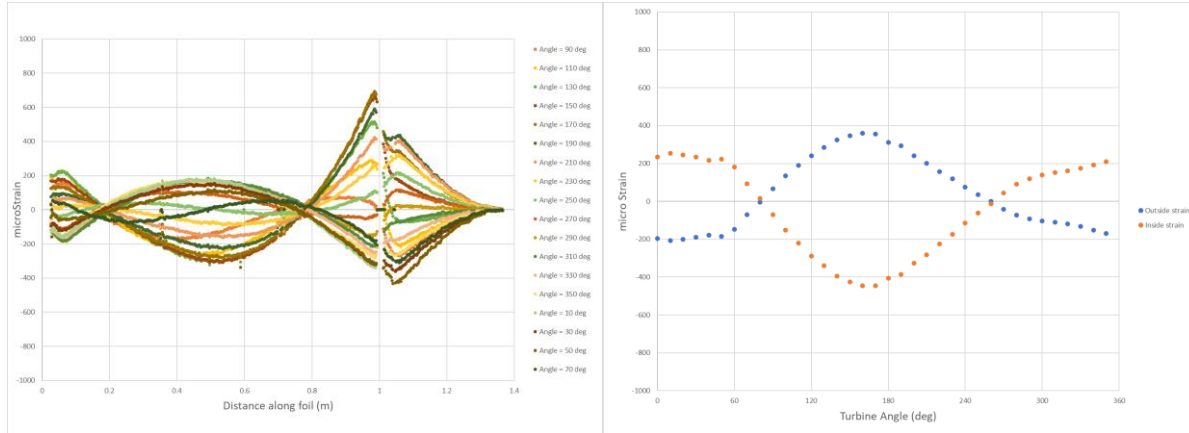 1000
800
600
400
200
0
-200
-400
-600
-800
-1000
microStrain
0
0.2
0.4
0.6
0.8
1
1.2
1.4
Distance along foil (m)
Angle = 90 deg
Angle = 110 deg
Angle = 130 deg
Angle = 150 deg
Angle = 170 deg
Angle = 190 deg
Angle = 210 deg
Angle = 230 deg
Angle = 250 deg
Angle = 270 deg
Angle = 290 deg
Angle = 310 deg
Angle = 330 deg
Angle = 350 deg
Angle = 10 deg
Angle = 30 deg
Angle = 50 deg
Angle = 70 deg
1000
800
600
400
200
0
-200
-400
-600
-800
-1000
micro Strain
0
60
120
180
240
300
360
Turbine Angle (deg)
Outside strain
Inside strain